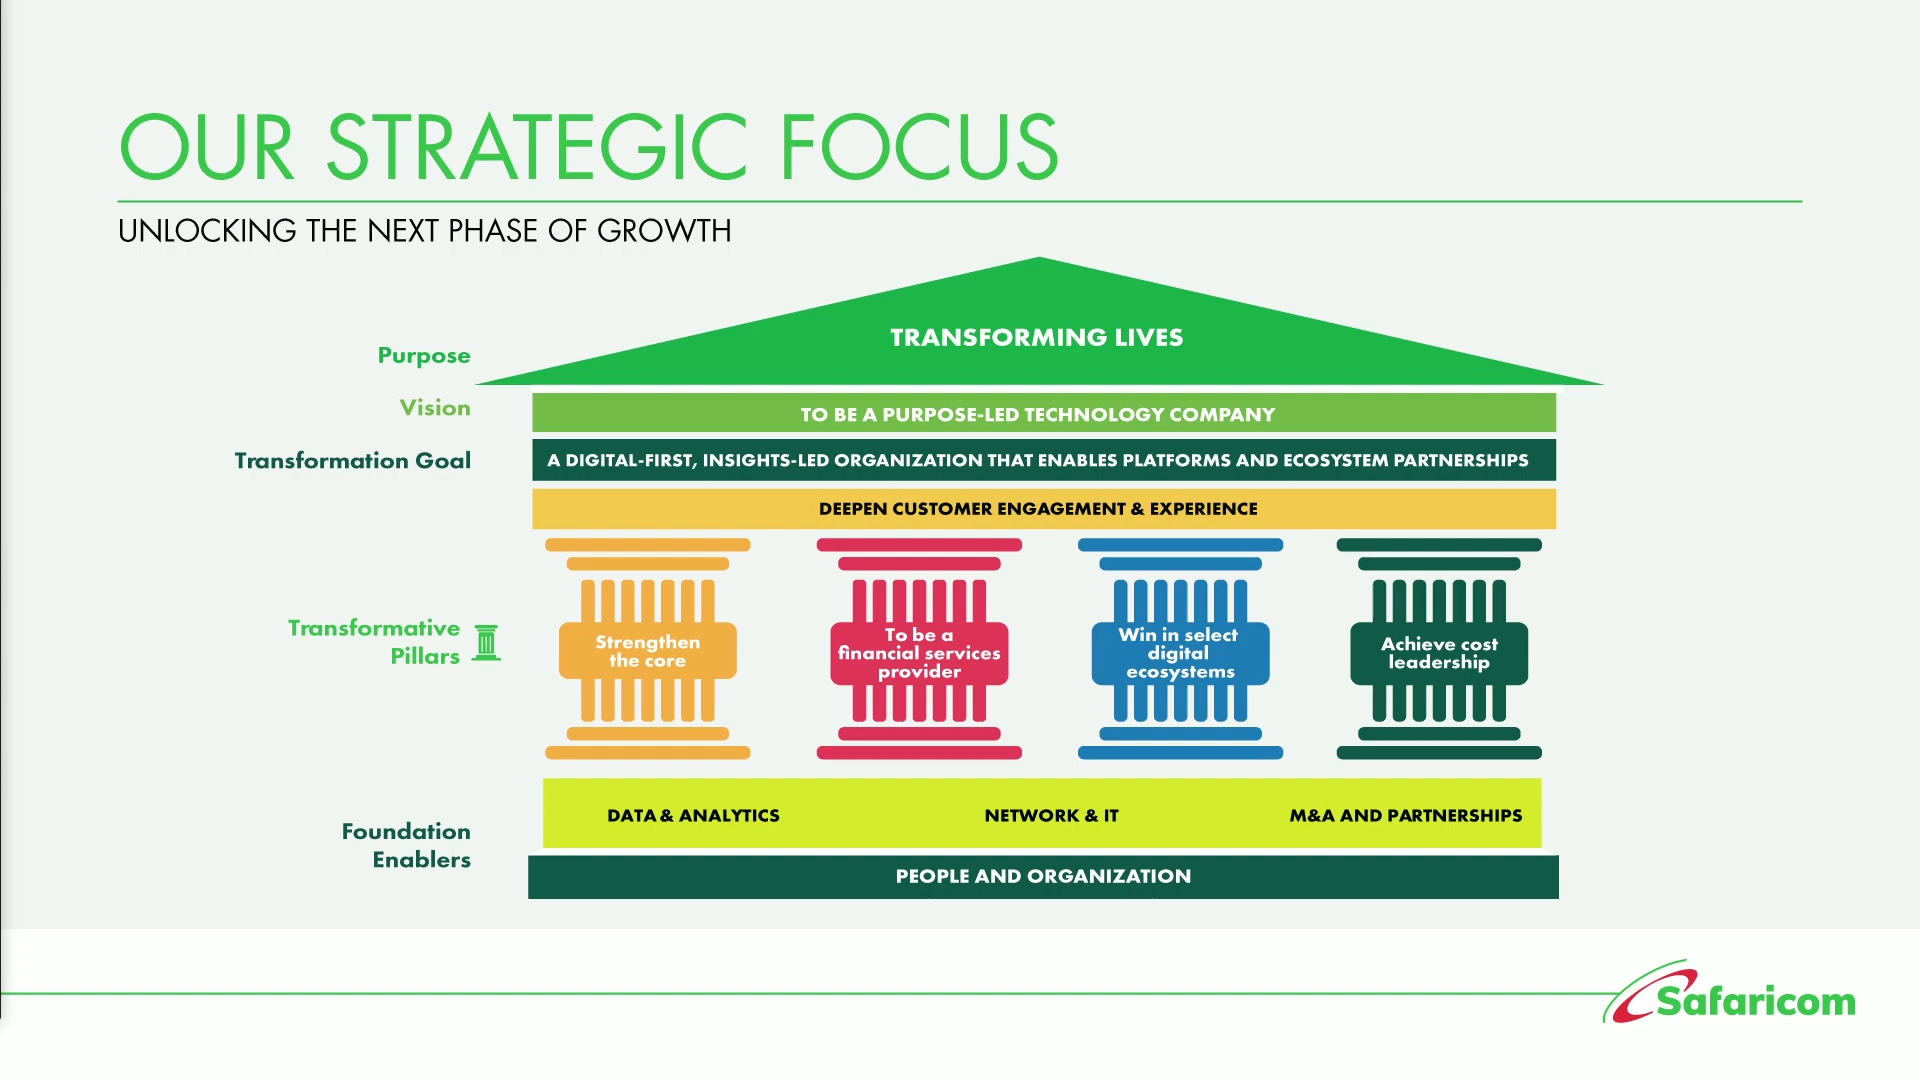 OUR STRATEGIC FOCUS
UNLOCKING THE NEXT PHASE OF GROWTH
Purpose
TRANSFORMING LIVES
Vision
TO BE A PURPOSE-LED TECHNOLOGY COMPANY
Transformation Goal
A DIGITAL-FIRST, INSIGHTS-LED ORGANIZATION THAT ENABLES PLATFORMS AND ECOSYSTEM PARTNERSHIPS
DEEPEN CUSTOMER ENGAGEMENT & EXPERIENCE
Transformative
Pillars
Strengthen
the core
To be a
financial services
provider
Win in select
digital
ecosystems
Achieve cost
leadership
Foundation
Enablers
DATA & ANALYTICS
NETWORK & IT
M&A AND PARTNERSHIPS
PEOPLE AND ORGANIZATION
Safaricom